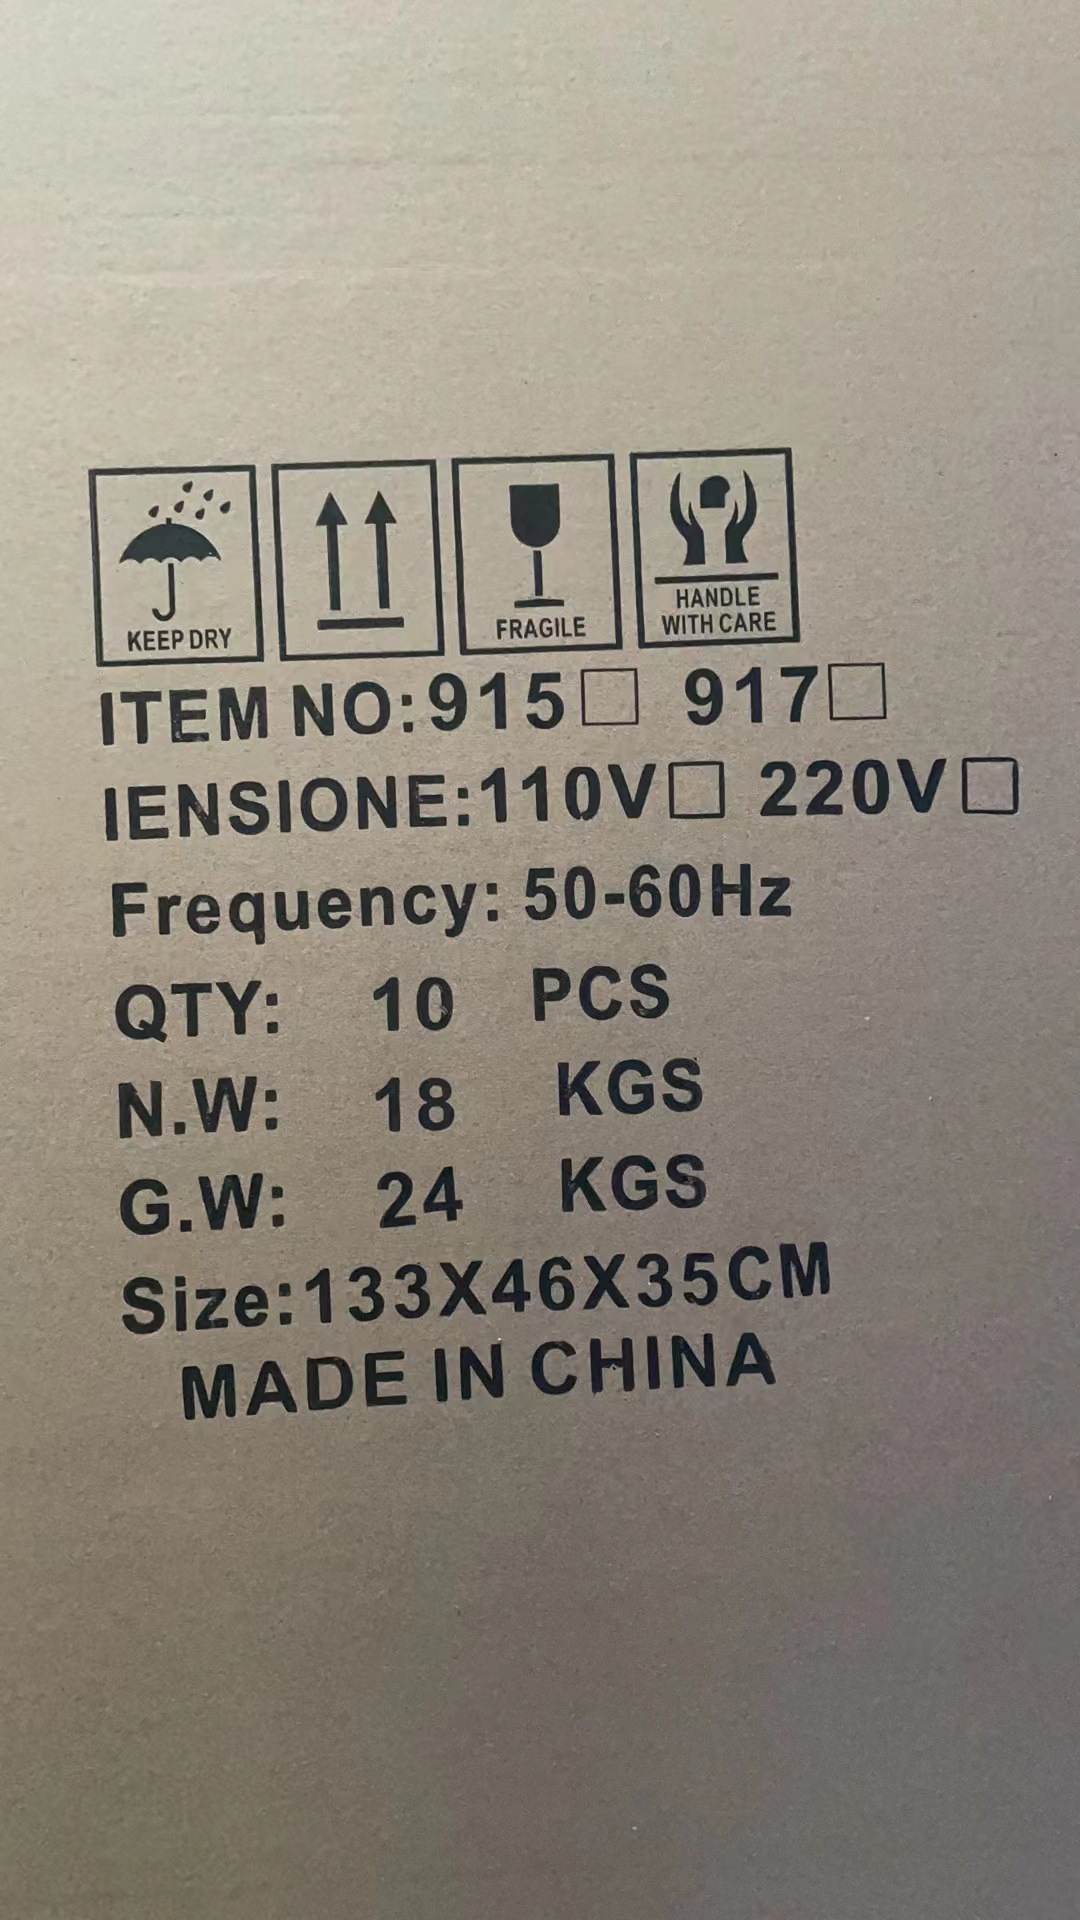 KEEP DRY
FRAGILE
HANDLE
WITH CARE
ITEM NO:915□ 917□
IENSIONE:110V□ 220V□
Frequency: 50-60Hz
QTY: 10 PCS
N.W: 18 KGS
G.W: 24 KGS
Size:133X46X35CM
MADE IN CHINA